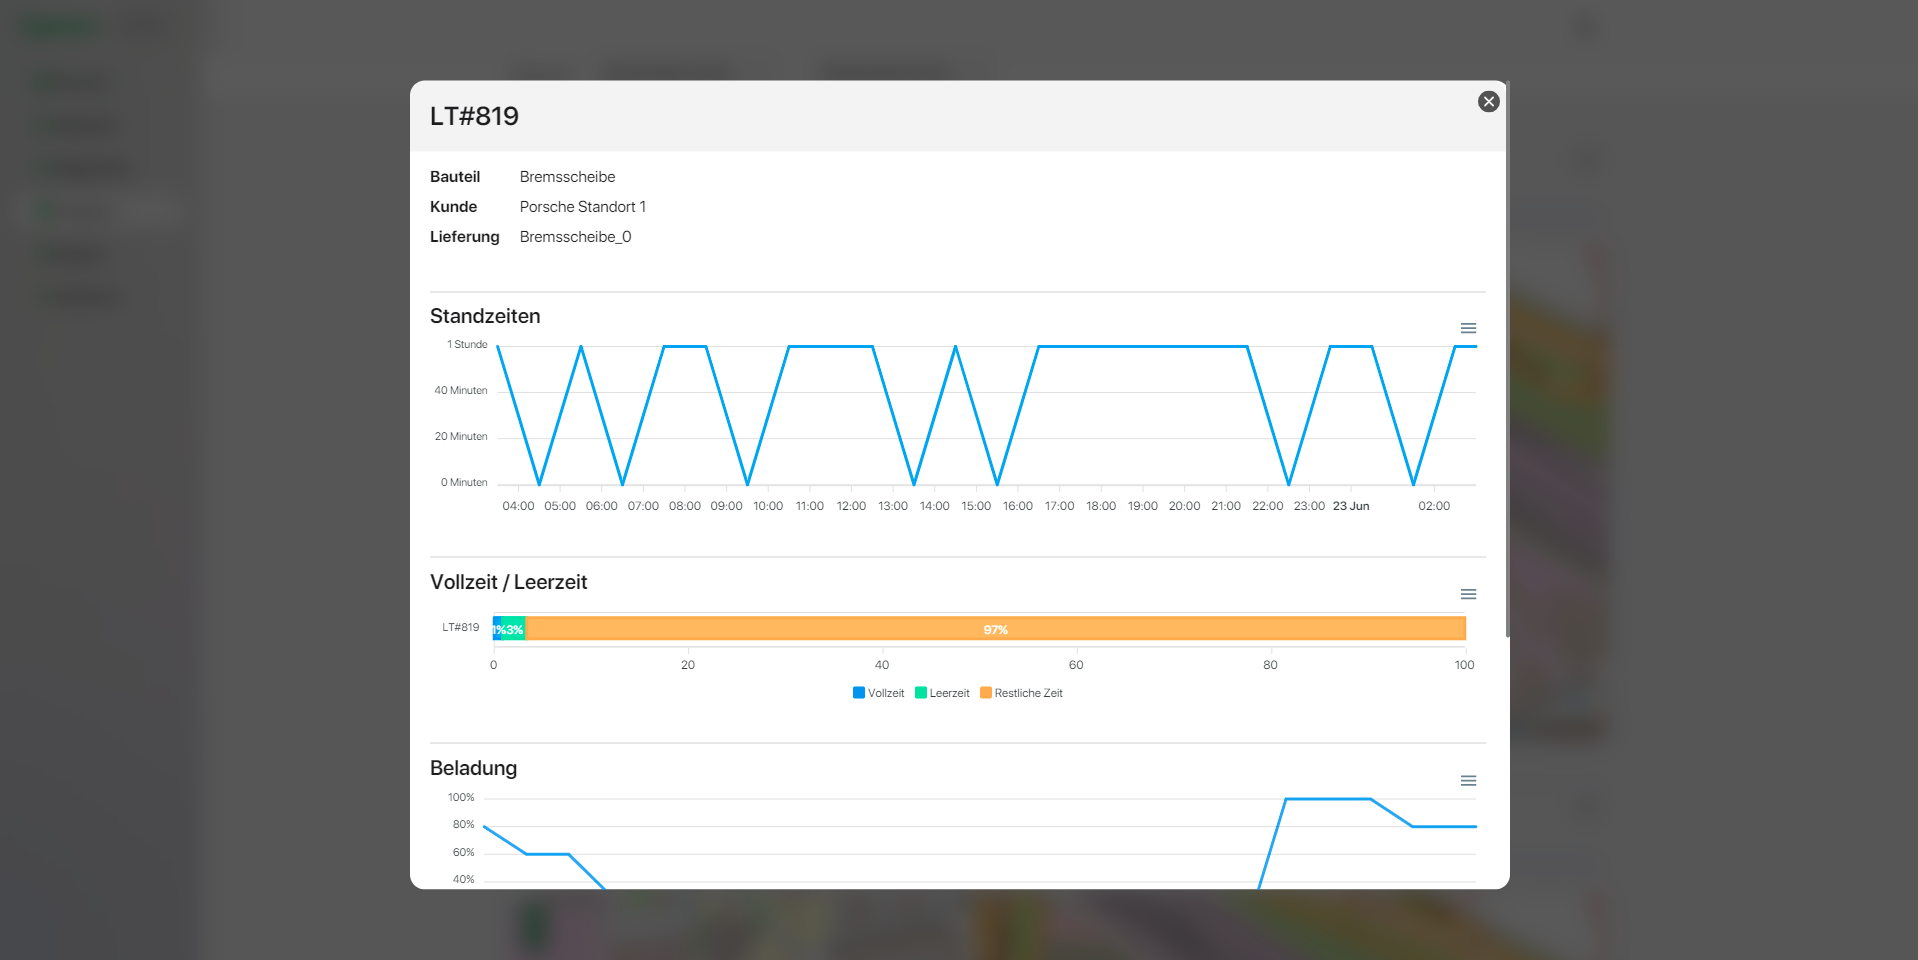 LT#819
Bauteil Bremsscheibe
Kunde Porsche Standort 1
Lieferung Bremsscheibe_0
Standzeiten
1 Stunde
40 Minuten
20 Minuten
0 Minuten
04:00 05:00 06:00 07:00 08:00 09:00 10:00 11:00 12:00 13:00 14:00 15:00 16:00 17:00 18:00 19:00 20:00 21:00 22:00 23:00 23 Jun 02:00
Vollzeit / Leerzeit
LT#819 1% 3% 97%
0 20 40 60 80 100
Vollzeit Leerzeit Restliche Zeit
Beladung
100%
80%
60%
40%